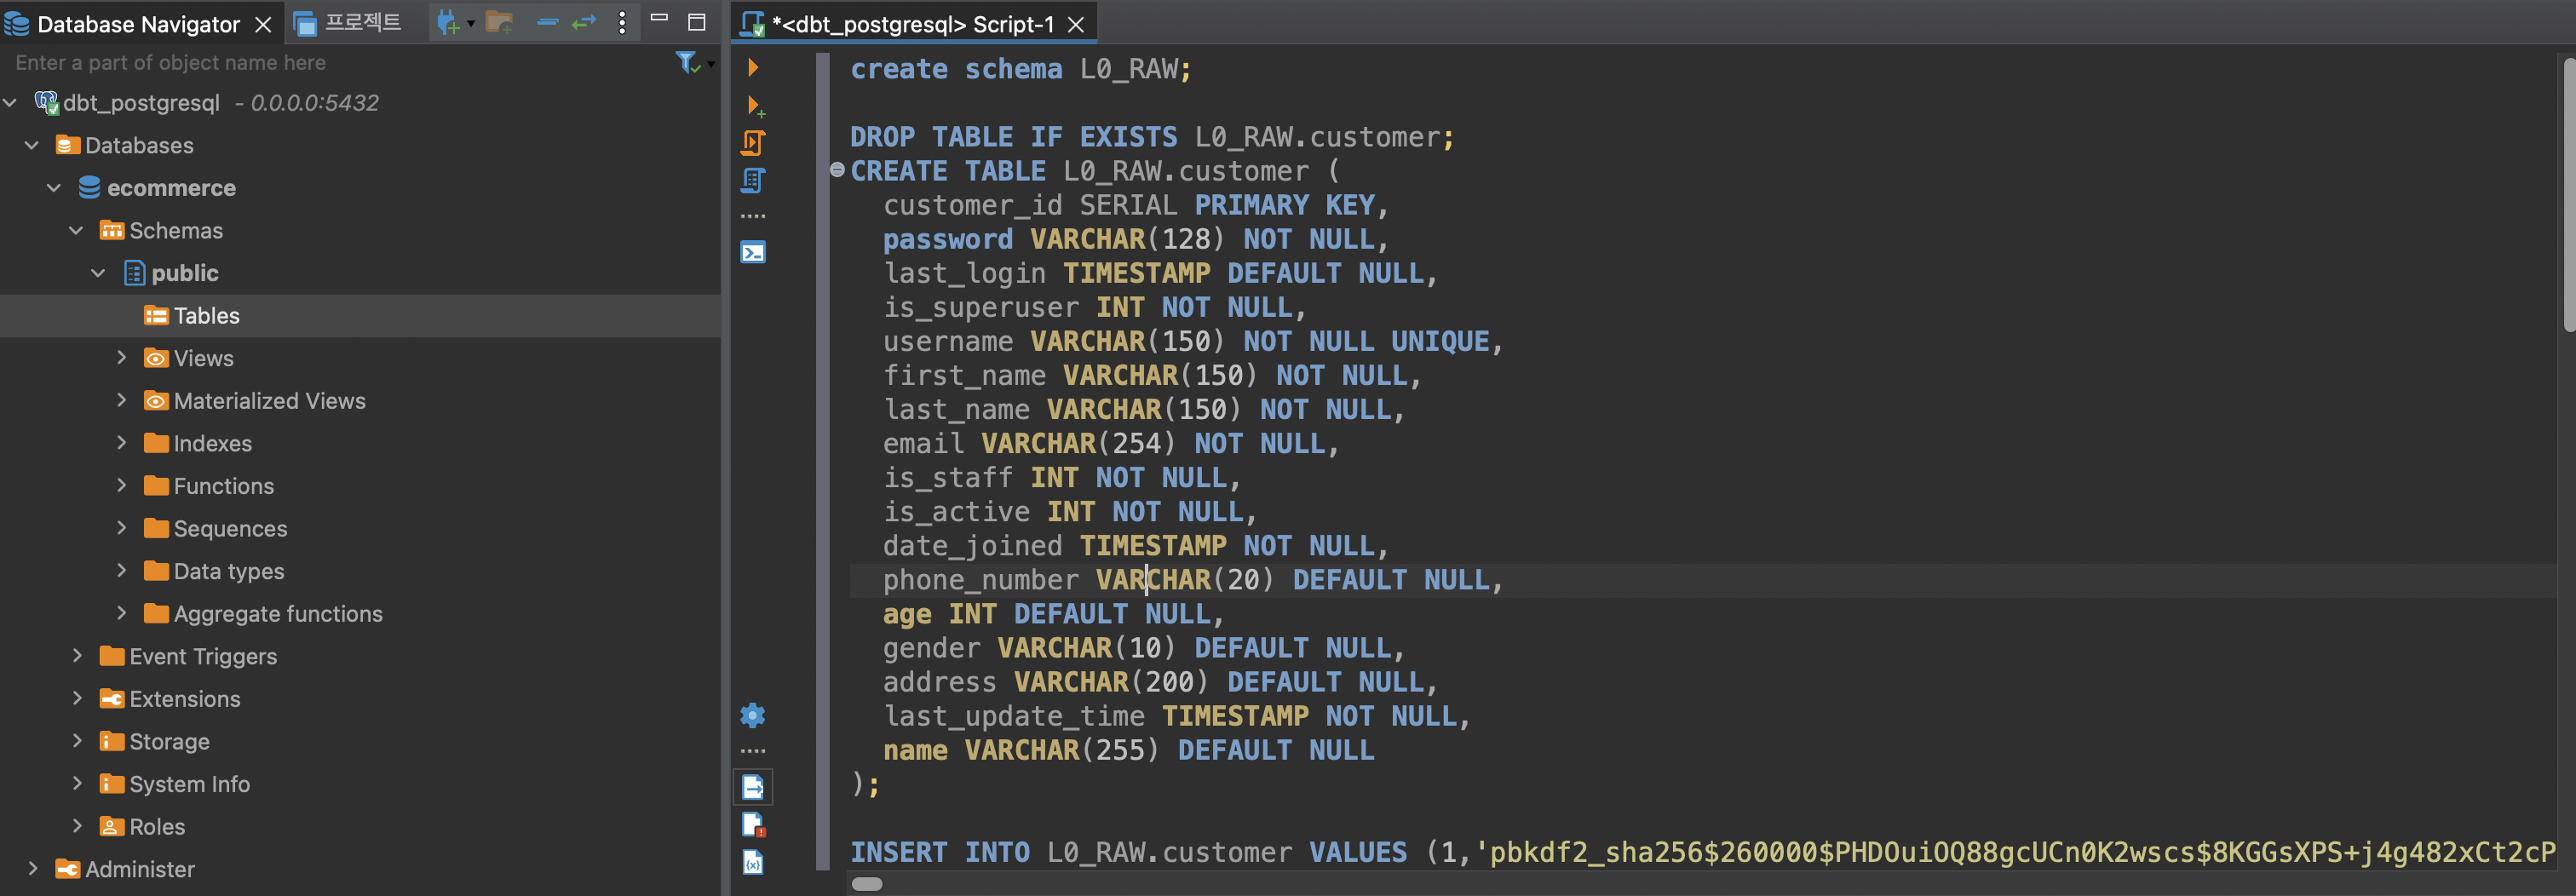 Database Navigator
프로젝트
Enter a part of object name here
dbt_postgresql - 0.0.0.0:5432
Databases
ecommerce
Schemas
public
Tables
Views
Materialized Views
Indexes
Functions
Sequences
Data types
Aggregate functions
Event Triggers
Extensions
Storage
System Info
Roles
Administer
*<dbt_postgresql> Script-1
create schema L0_RAW;
DROP TABLE IF EXISTS L0_RAW.customer;
CREATE TABLE L0_RAW.customer (
customer_id SERIAL PRIMARY KEY,
password VARCHAR(128) NOT NULL,
last_login TIMESTAMP DEFAULT NULL,
is_superuser INT NOT NULL,
username VARCHAR(150) NOT NULL UNIQUE,
first_name VARCHAR(150) NOT NULL,
last_name VARCHAR(150) NOT NULL,
email VARCHAR(254) NOT NULL,
is_staff INT NOT NULL,
is_active INT NOT NULL,
date_joined TIMESTAMP NOT NULL,
phone_number VARCHAR(20) DEFAULT NULL,
age INT DEFAULT NULL,
gender VARCHAR(10) DEFAULT NULL,
address VARCHAR(200) DEFAULT NULL,
last_update_time TIMESTAMP NOT NULL,
name VARCHAR(255) DEFAULT NULL
);
INSERT INTO L0_RAW.customer VALUES (1,'pbkdf2_sha256$260000$PHDOuiOQ88gcUCn0K2wscs$8KGGsXPS+j4g482xCt2cP